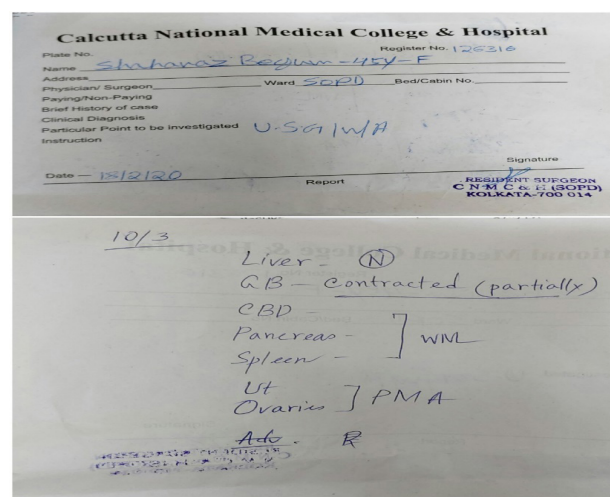 Calcutta National Medical College & Hospital
Plate No. Register No. 126316
Name Shahanaz Begum - 45Y - F
Address
Physician/ Surgeon Ward SOPD Bed/Cabin No.
Paying/Non-Paying
Brief History of case
Clinical Diagnosis
Particular Point to be investigated U.S.G/W/A
Instruction
Signature
Date — 18/2/20 Report
RESIDENT SURGEON
C N M C & H (SOPD)
KOLKATA-700 014
10/3
Liver - N
GB - contracted (partially)
CBD -
Pancreas - WNL
Spleen -
Ut
Ovaries PMA
Adv.